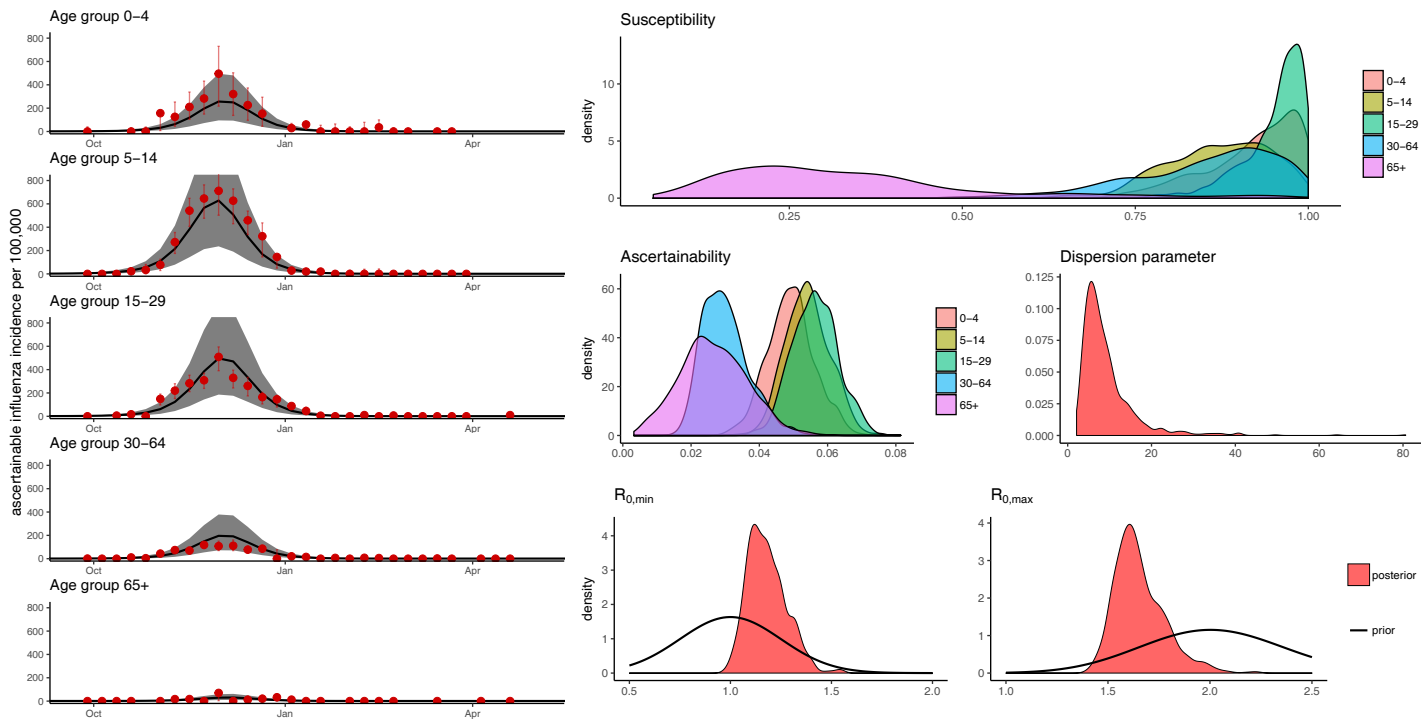 ascertainable influenza incidence per 100,000
Age group 0−4
800
600
400
200
0
Oct Jan Apr
Age group 5−14
800
600
400
200
0
Oct Jan Apr
Age group 15−29
800
600
400
200
0
Oct Jan Apr
Age group 30−64
800
600
400
200
0
Oct Jan Apr
Age group 65+
800
600
400
200
0
Oct Jan Apr
Susceptibility
density
10
5
0
0.25 0.50 0.75 1.00
0−4
5−14
15−29
30−64
65+
Ascertainability
density
60
40
20
0
0.00 0.02 0.04 0.06 0.08
0−4
5−14
15−29
30−64
65+
Dispersion parameter
0.125
0.100
0.075
0.050
0.025
0.000
0 20 40 60 80
R0,min
density
4
3
2
1
0
0.5 1.0 1.5 2.0
R0,max
4
3
2
1
0
1.0 1.5 2.0 2.5
posterior
prior